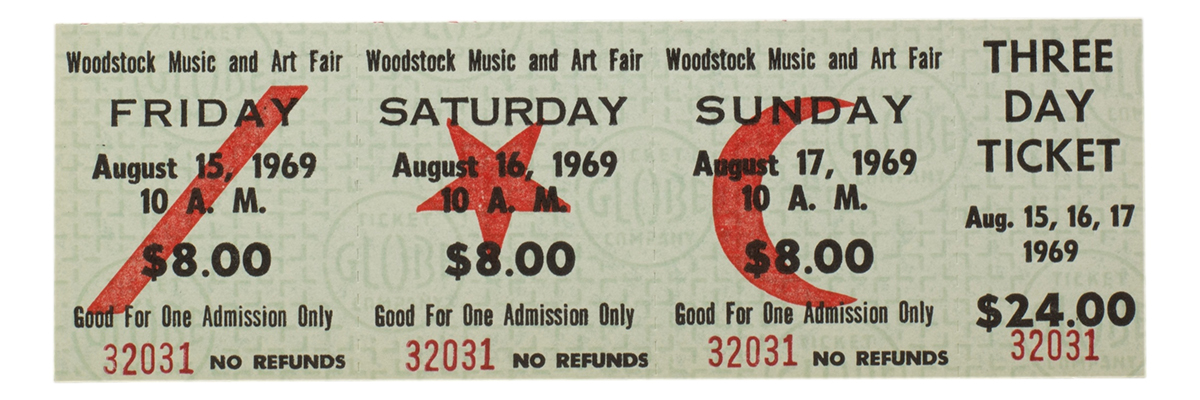 Woodstock Music and Art Fair
FRIDAY
August 15, 1969
10 A. M.
$8.00
Good For One Admission Only
32031 NO REFUNDS
Woodstock Music and Art Fair
SATURDAY
August 16, 1969
10 A. M.
$8.00
Good For One Admission Only
32031 NO REFUNDS
Woodstock Music and Art Fair
SUNDAY
August 17, 1969
10 A. M.
$8.00
Good For One Admission Only
32031 NO REFUNDS
THREE
DAY
TICKET
Aug. 15, 16, 17
1969
$24.00
32031
TICKET
GLOBE
COMPANY